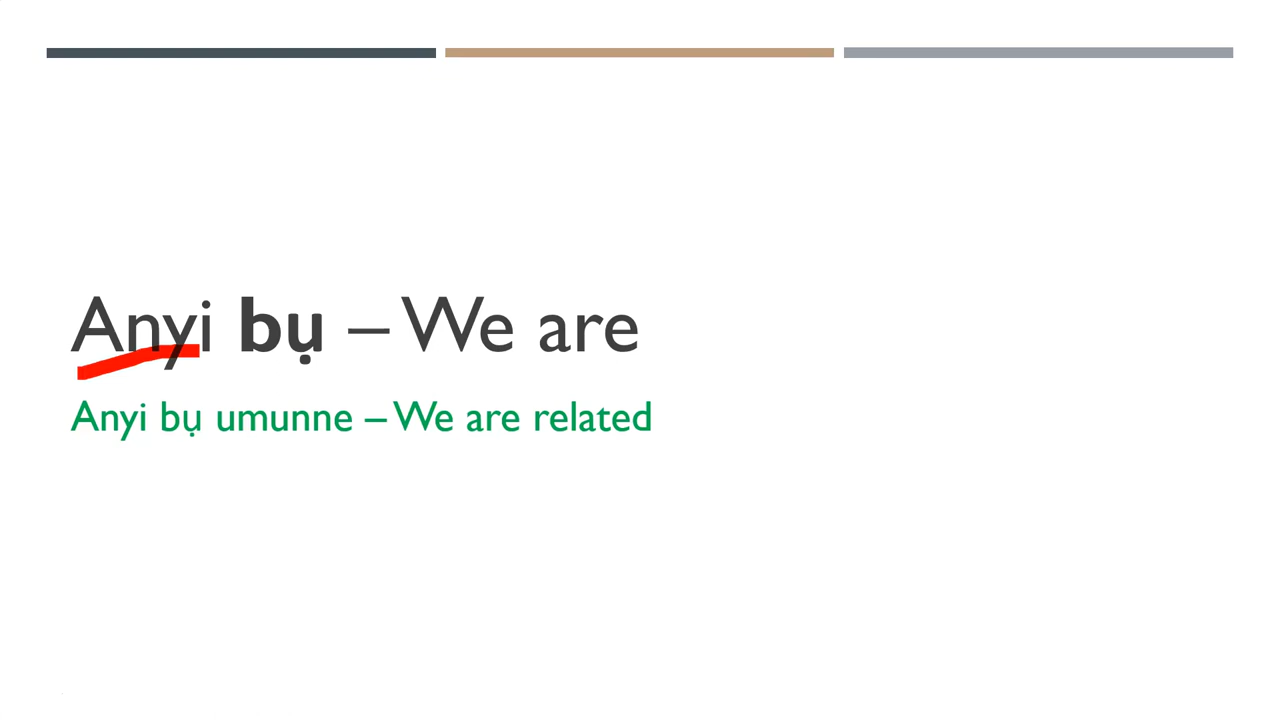 Anyi bụ – We are
Anyi bụ umunne – We are related